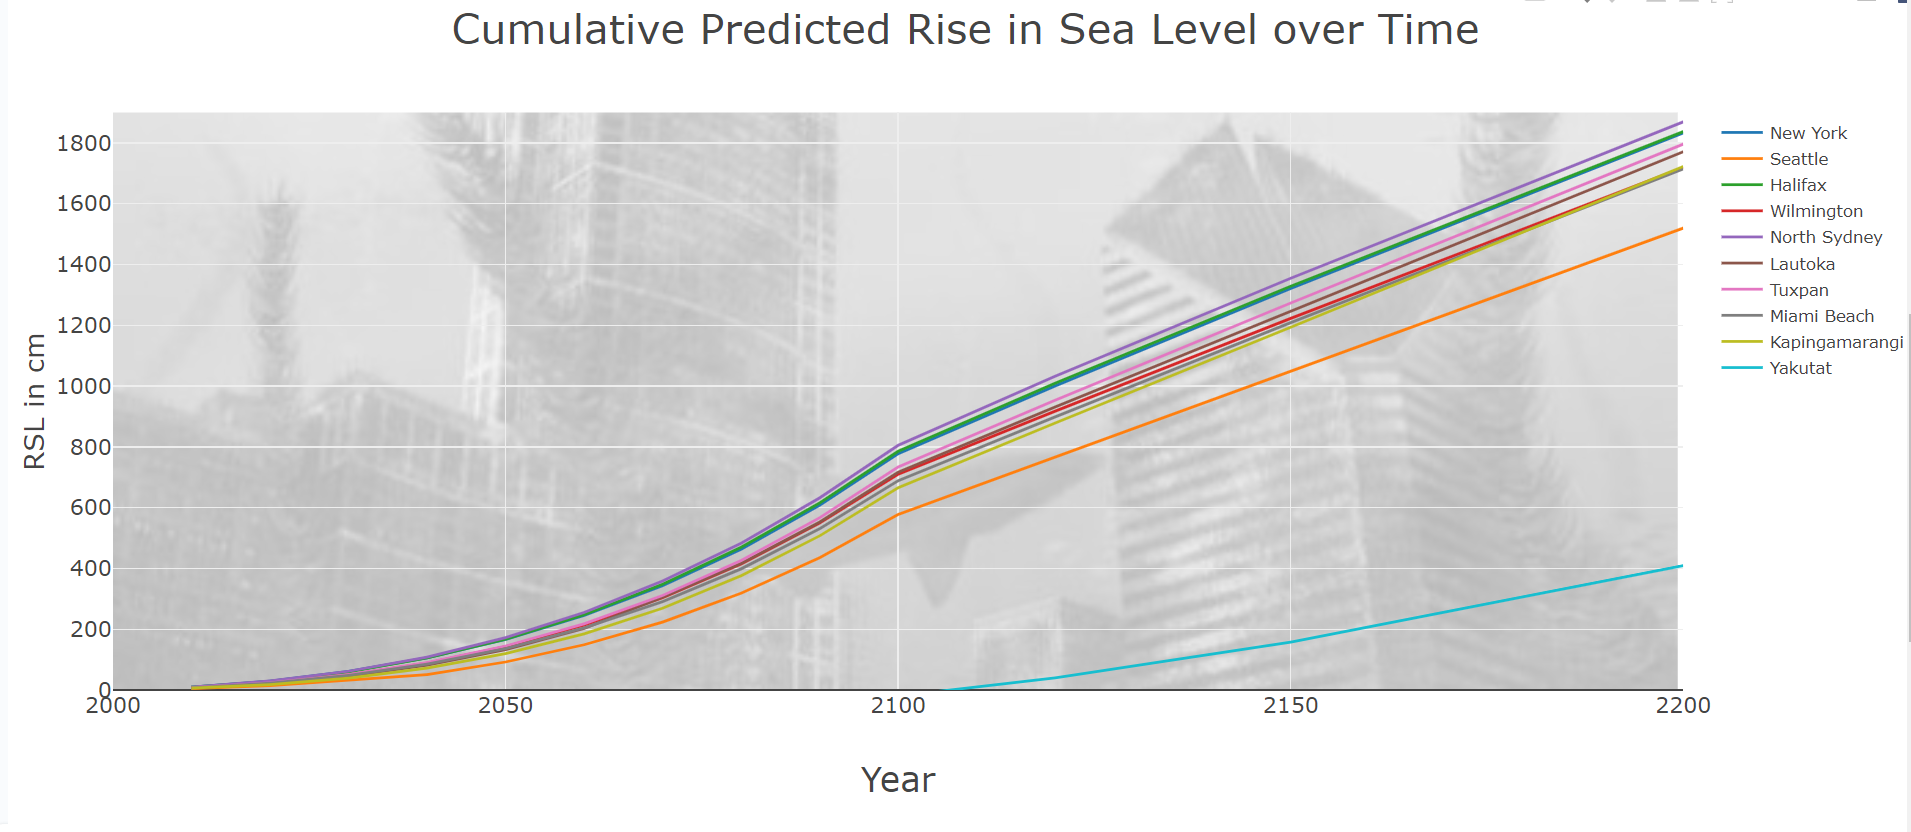 Cumulative Predicted Rise in Sea Level over Time
RSL in cm
1800
1600
1400
1200
1000
800
600
400
200
0
2000 2050 2100 2150 2200
Year
New York
Seattle
Halifax
Wilmington
North Sydney
Lautoka
Tuxpan
Miami Beach
Kapingamarangi
Yakutat